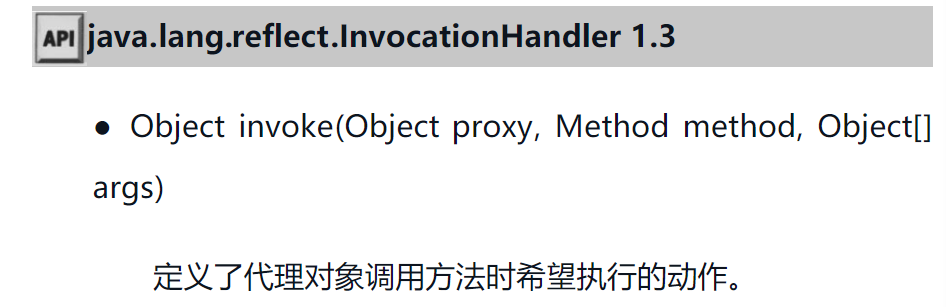 API java.lang.reflect.InvocationHandler 1.3
● Object invoke(Object proxy, Method method, Object[]
args)
定义了代理对象调用方法时希望执行的动作。